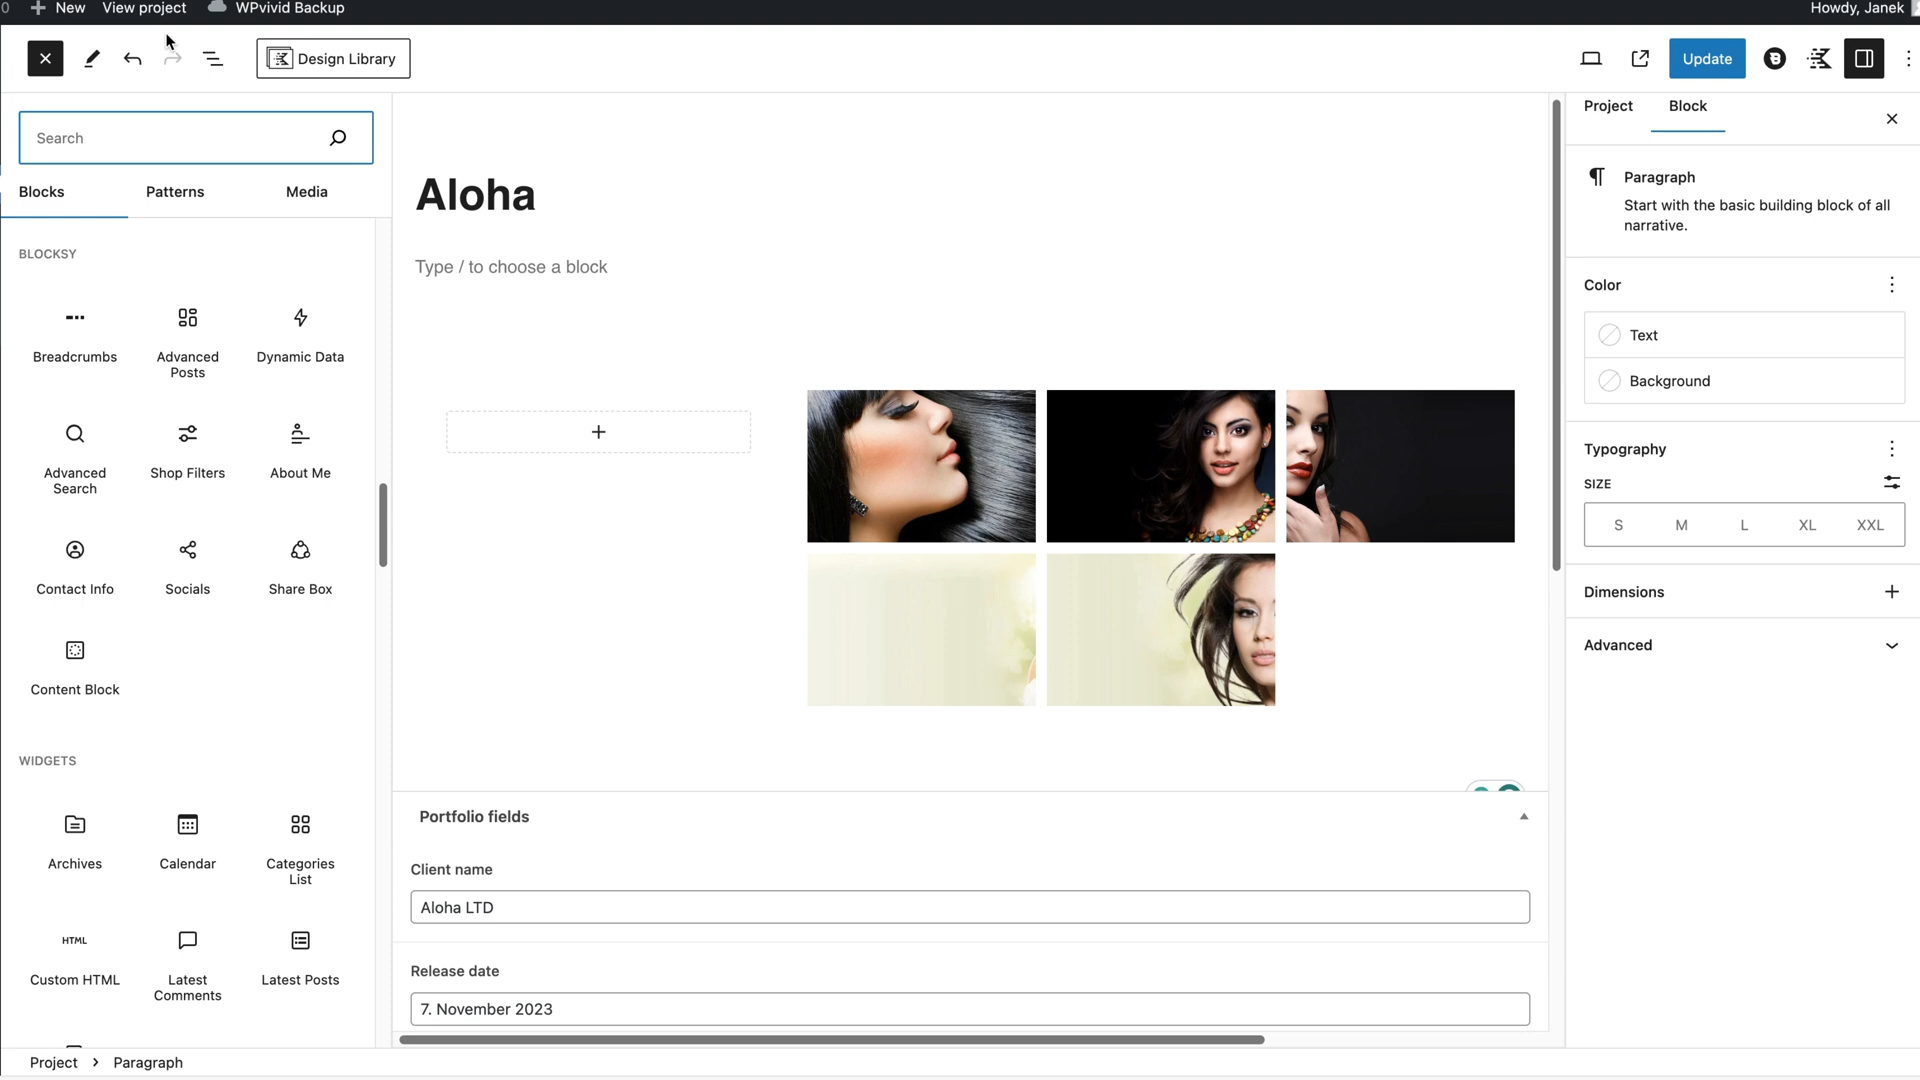 0 New View project WPvivid Backup Howdy, Janek
Design Library Update
Search
Blocks Patterns Media
BLOCKSY
Breadcrumbs
Advanced
Posts
Dynamic Data
Advanced
Search
Shop Filters
About Me
Contact Info
Socials
Share Box
Content Block
WIDGETS
Archives
Calendar
Categories
List
HTML
Custom HTML
Latest
Comments
Latest Posts
Aloha
Type / to choose a block
Portfolio fields
Client name
Aloha LTD
Release date
7. November 2023
Project Block
Paragraph
Start with the basic building block of all
narrative.
Color
Text
Background
Typography
SIZE
S M L XL XXL
Dimensions
Advanced
Project > Paragraph